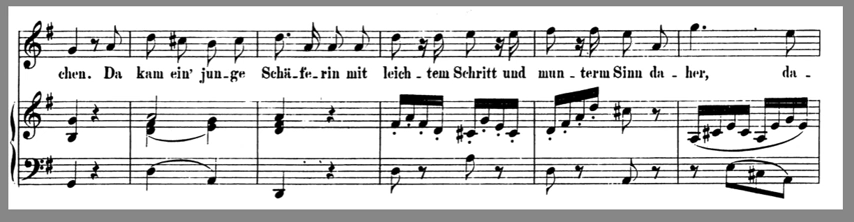 chen. Da kam ein' jun-ge Schä-fe-rin mit leich-tem Schritt und mun-term Sinn da-her, da-